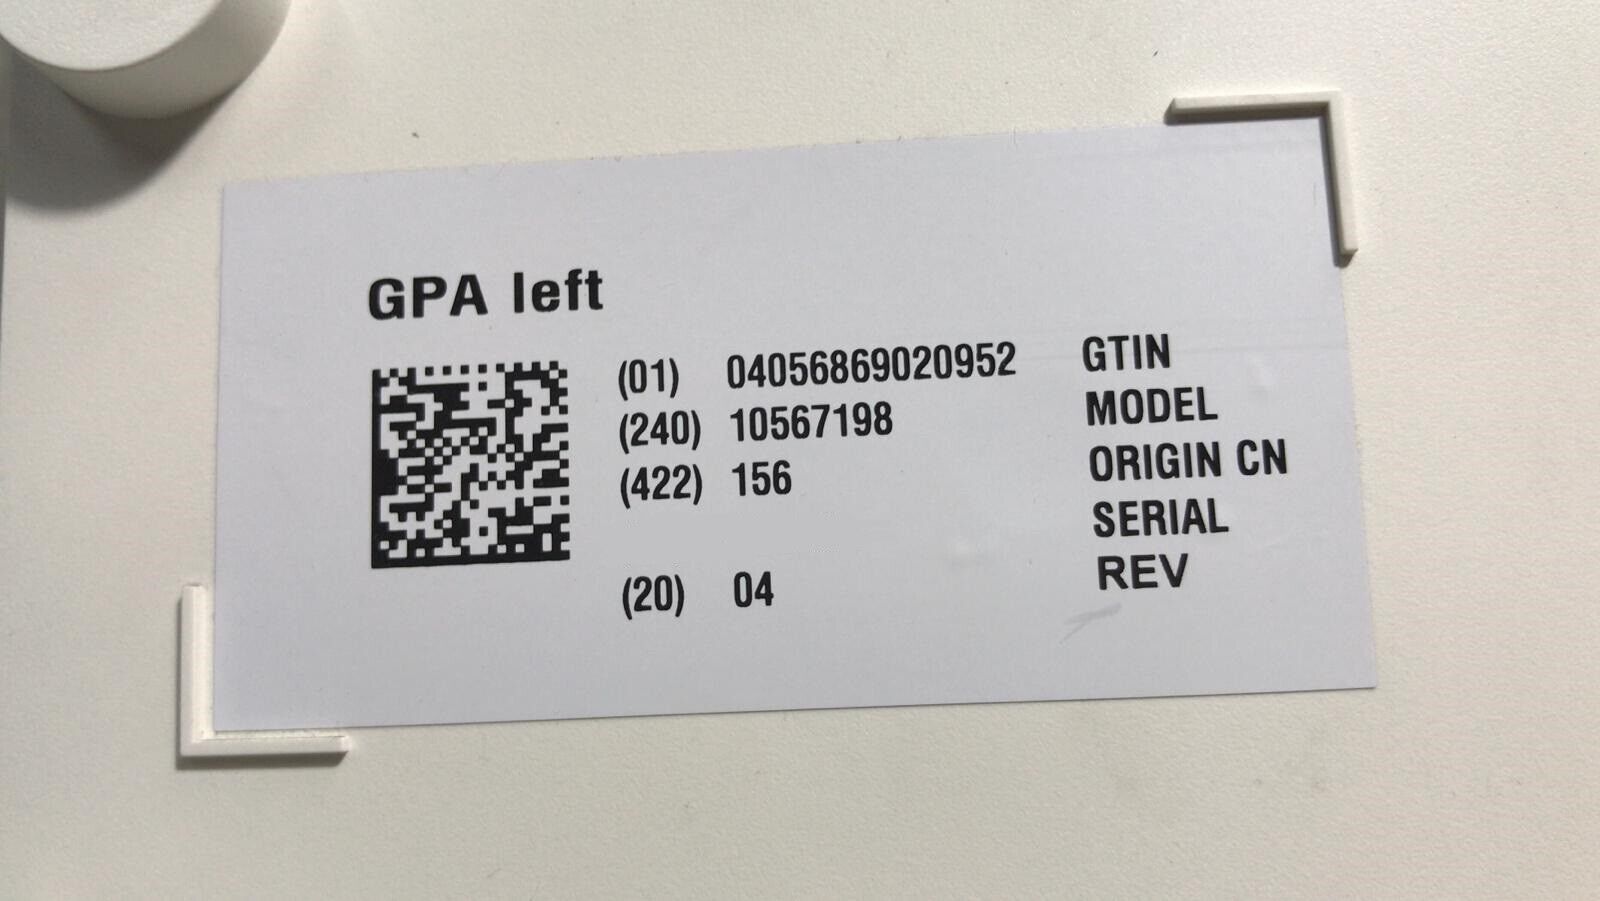 GPA left
(01) 04056869020952 GTIN
(240) 10567198 MODEL
(422) 156 ORIGIN CN
SERIAL
(20) 04 REV